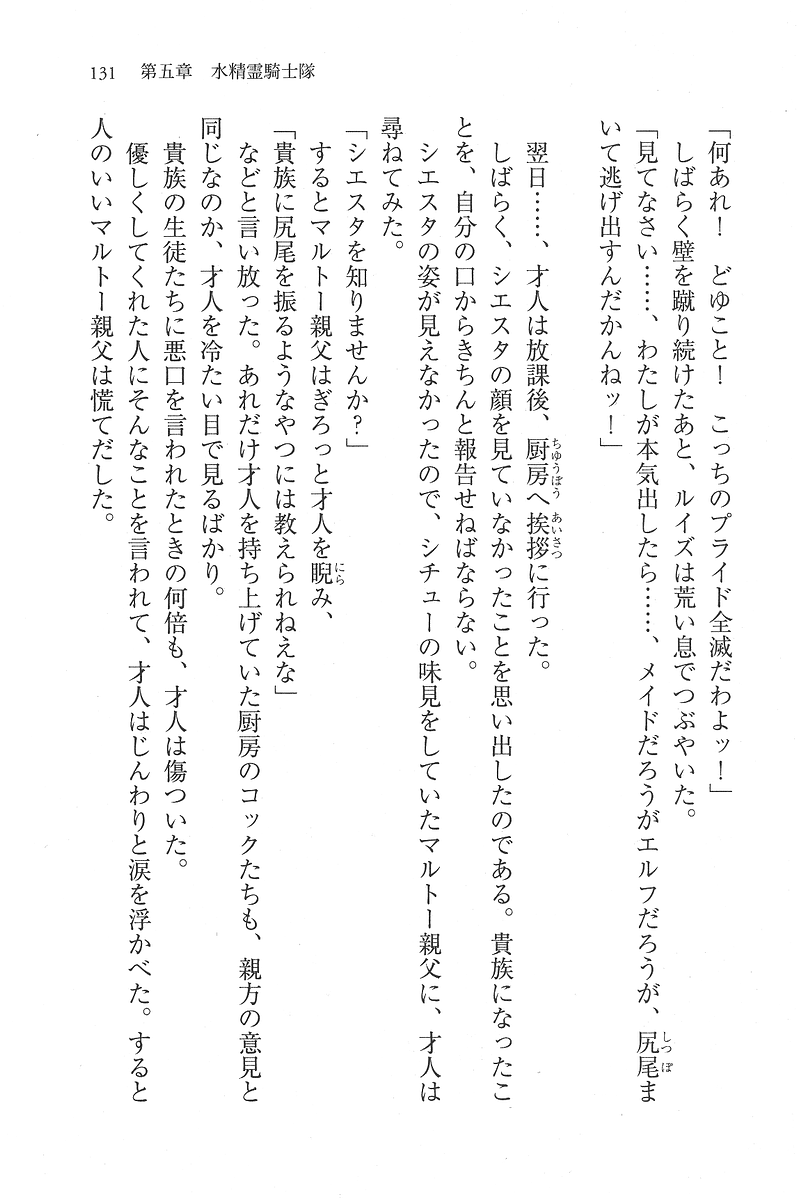 131　第五章　水精霊騎士隊
「何あれ！　どゆこと！　こっちのプライド全滅だわよッ！」
　しばらく壁を蹴り続けたあと、ルイズは荒い息でつぶやいた。
「見てなさい……、わたしが本気出したら……、メイドだろうがエルフだろうが、尻尾ま
いて逃げ出すんだかんねッ！」
　翌日……、才人は放課後、厨房へ挨拶に行った。
　しばらく、シエスタの顔を見ていなかったことを思い出したのである。貴族になったこ
とを、自分の口からきちんと報告せねばならない。
　シエスタの姿が見えなかったので、シチューの味見をしていたマルトー親父に、才人は
尋ねてみた。
「シエスタを知りませんか？」
　するとマルトー親父はぎろっと才人を睨み、
「貴族に尻尾を振るようなやつには教えられねえな」
　などと言い放った。あれだけ才人を持ち上げていた厨房のコックたちも、親方の意見と
同じなのか、才人を冷たい目で見るばかり。
　貴族の生徒たちに悪口を言われたときの何倍も、才人は傷ついた。
　優しくしてくれた人にそんなことを言われて、才人はじんわりと涙を浮かべた。すると
人のいいマルトー親父は慌てだした。